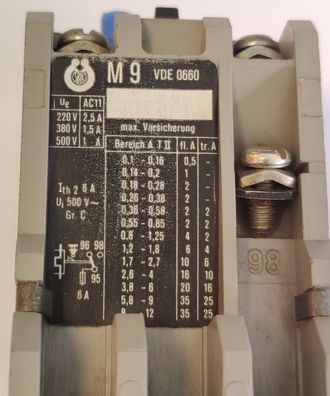 M 9 VDE 0660
ue AC11
220 V 2,5 A
380 V 1,5 A
500 V 1 A
max. Vorsicherung
Bereich A T II fl. A tr. A
0,1 - 0,16 0,5 -
0,14 - 0,2 1 -
0,18 - 0,28 2 -
0,26 - 0,38 2 -
0,36 - 0,58 2 2
0,55 - 0,85 2 2
0,8 - 1,25 4 2
1,2 - 1,8 6 4
1,7 - 2,7 10 6
2,6 - 4 16 10
3,8 - 6 20 16
5,8 - 9 35 25
8 - 12 35 25
Ith 2 6 A
Ui 500 V~
Gr. C
96 98
95
6 A
98